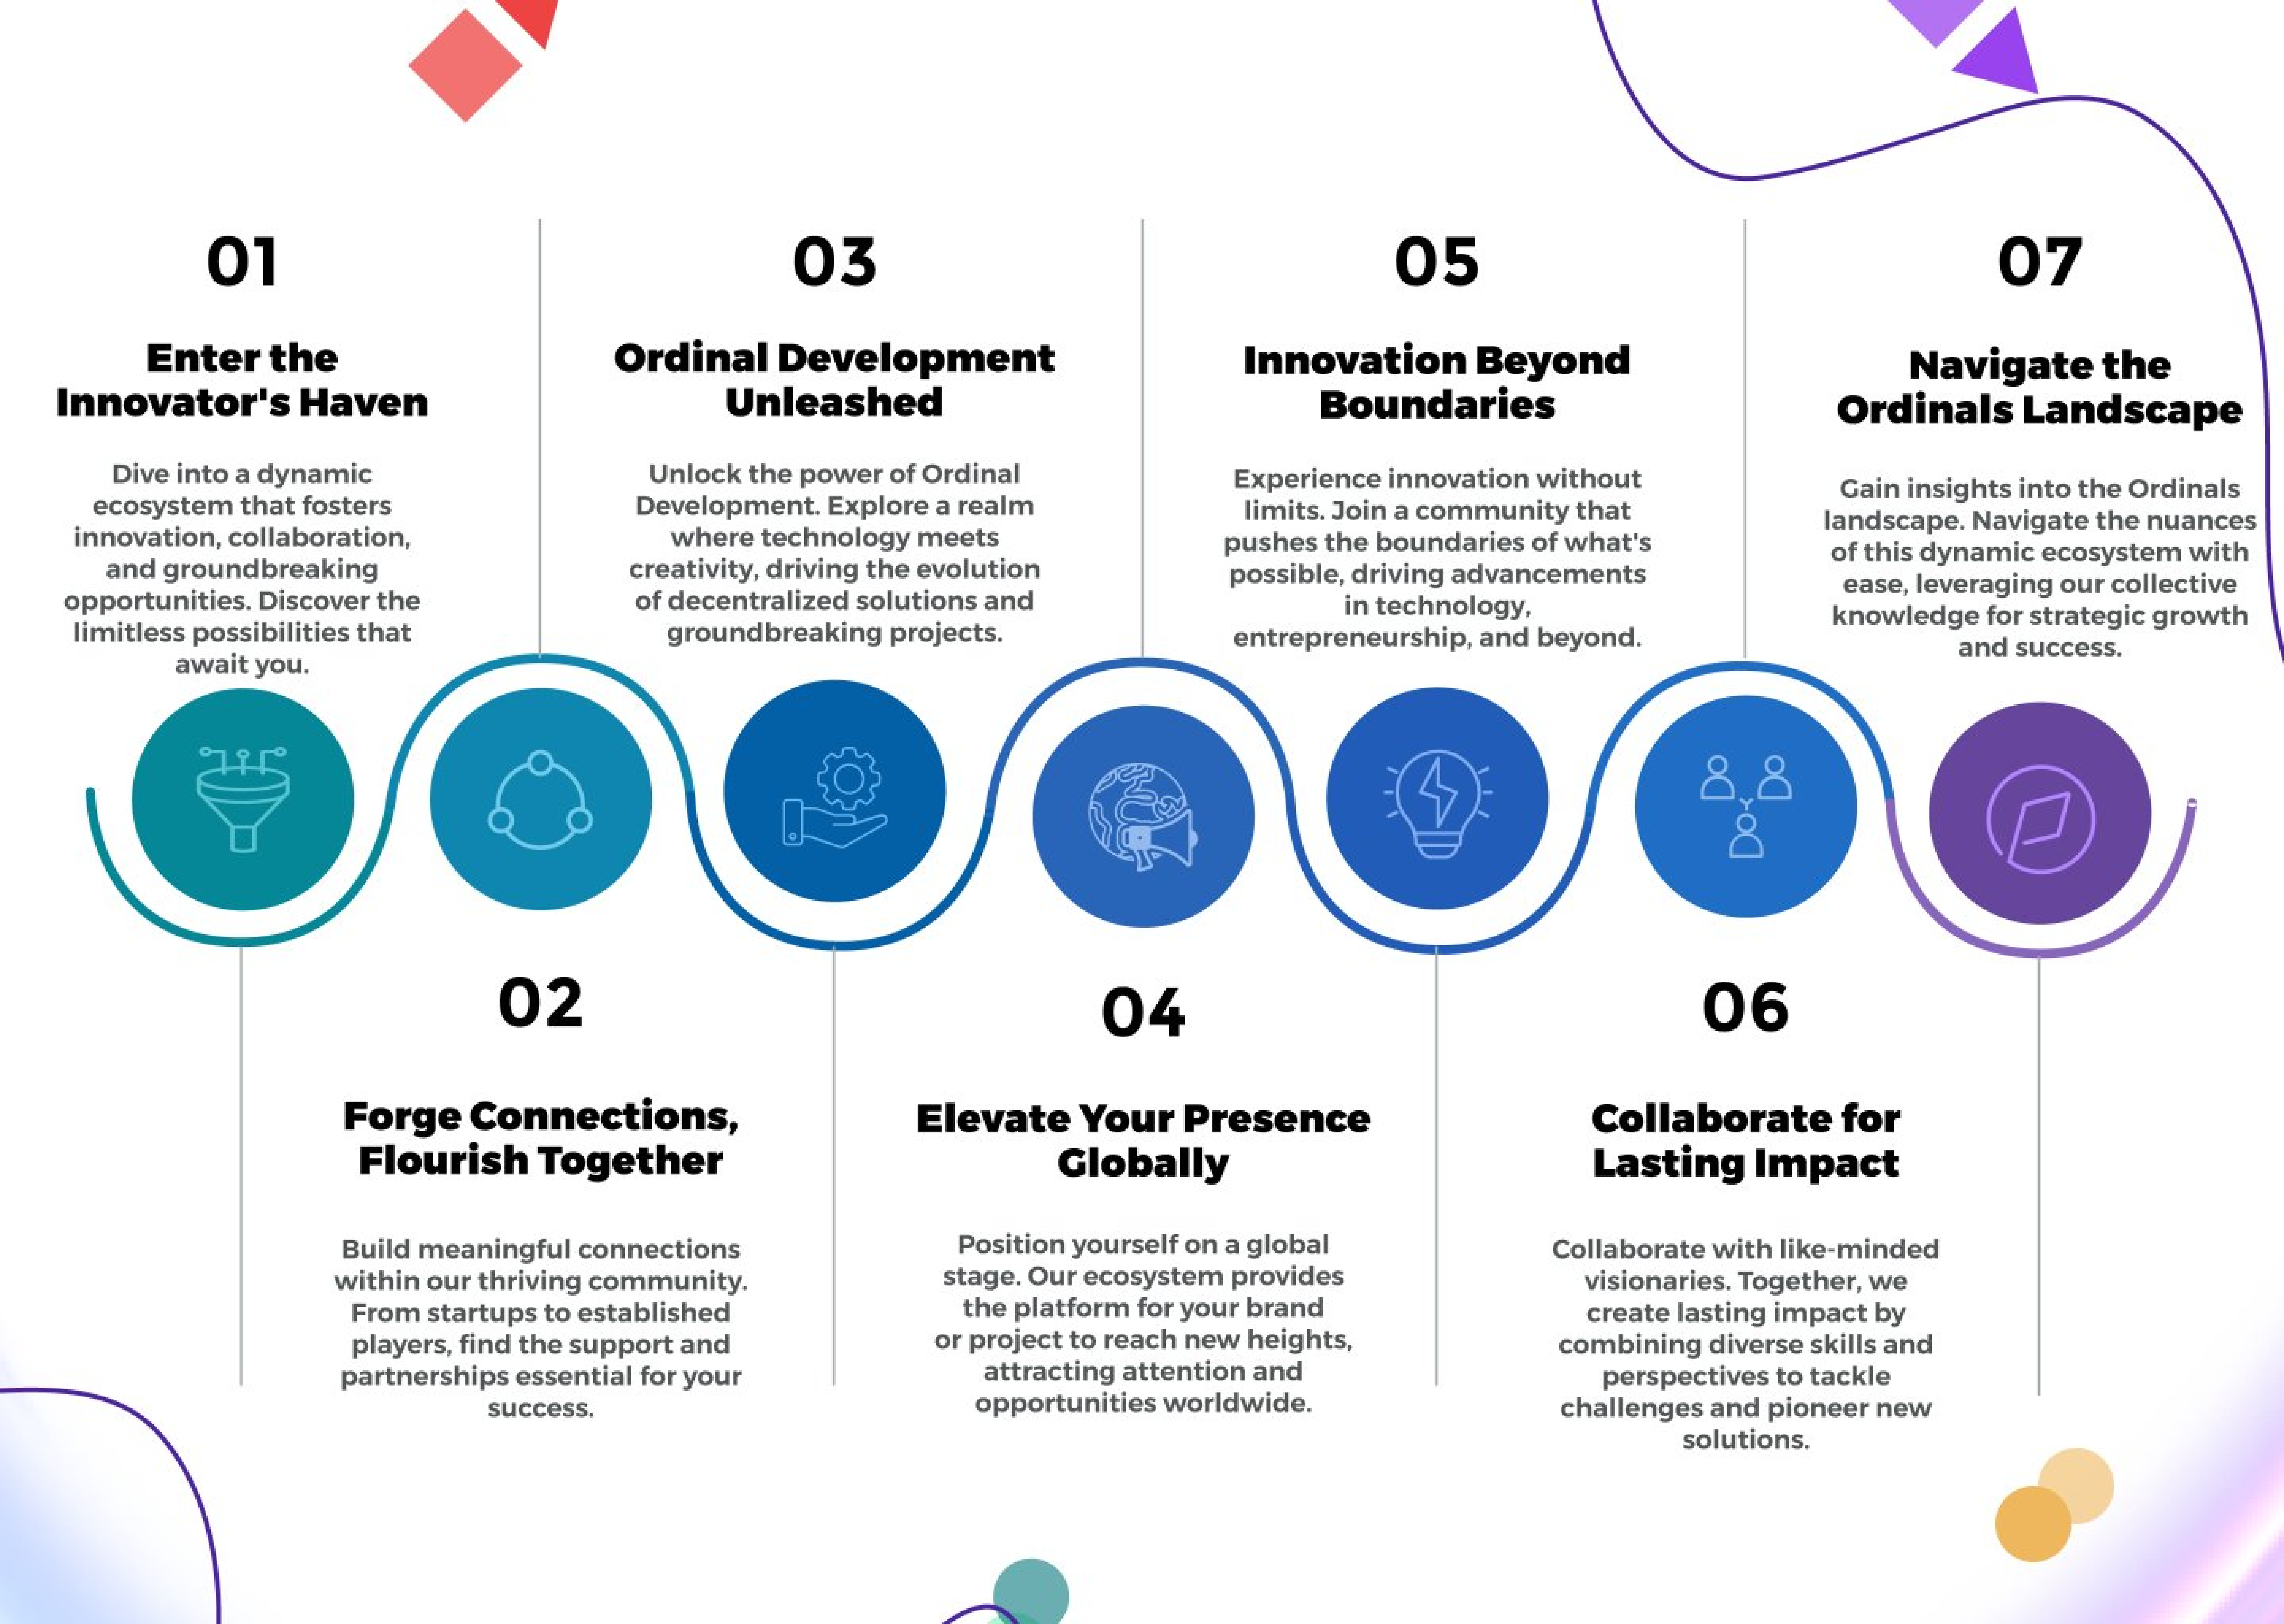 01
Enter the
Innovator's Haven
Dive into a dynamic
ecosystem that fosters
innovation, collaboration,
and groundbreaking
opportunities. Discover the
limitless possibilities that
await you.
02
Forge Connections,
Flourish Together
Build meaningful connections
within our thriving community.
From startups to established
players, find the support and
partnerships essential for your
success.
03
Ordinal Development
Unleashed
Unlock the power of Ordinal
Development. Explore a realm
where technology meets
creativity, driving the evolution
of decentralized solutions and
groundbreaking projects.
04
Elevate Your Presence
Globally
Position yourself on a global
stage. Our ecosystem provides
the platform for your brand
or project to reach new heights,
attracting attention and
opportunities worldwide.
05
Innovation Beyond
Boundaries
Experience innovation without
limits. Join a community that
pushes the boundaries of what's
possible, driving advancements
in technology,
entrepreneurship, and beyond.
06
Collaborate for
Lasting Impact
Collaborate with like-minded
visionaries. Together, we
create lasting impact by
combining diverse skills and
perspectives to tackle
challenges and pioneer new
solutions.
07
Navigate the
Ordinals Landscape
Gain insights into the Ordinals
landscape. Navigate the nuances
of this dynamic ecosystem with
ease, leveraging our collective
knowledge for strategic growth
and success.